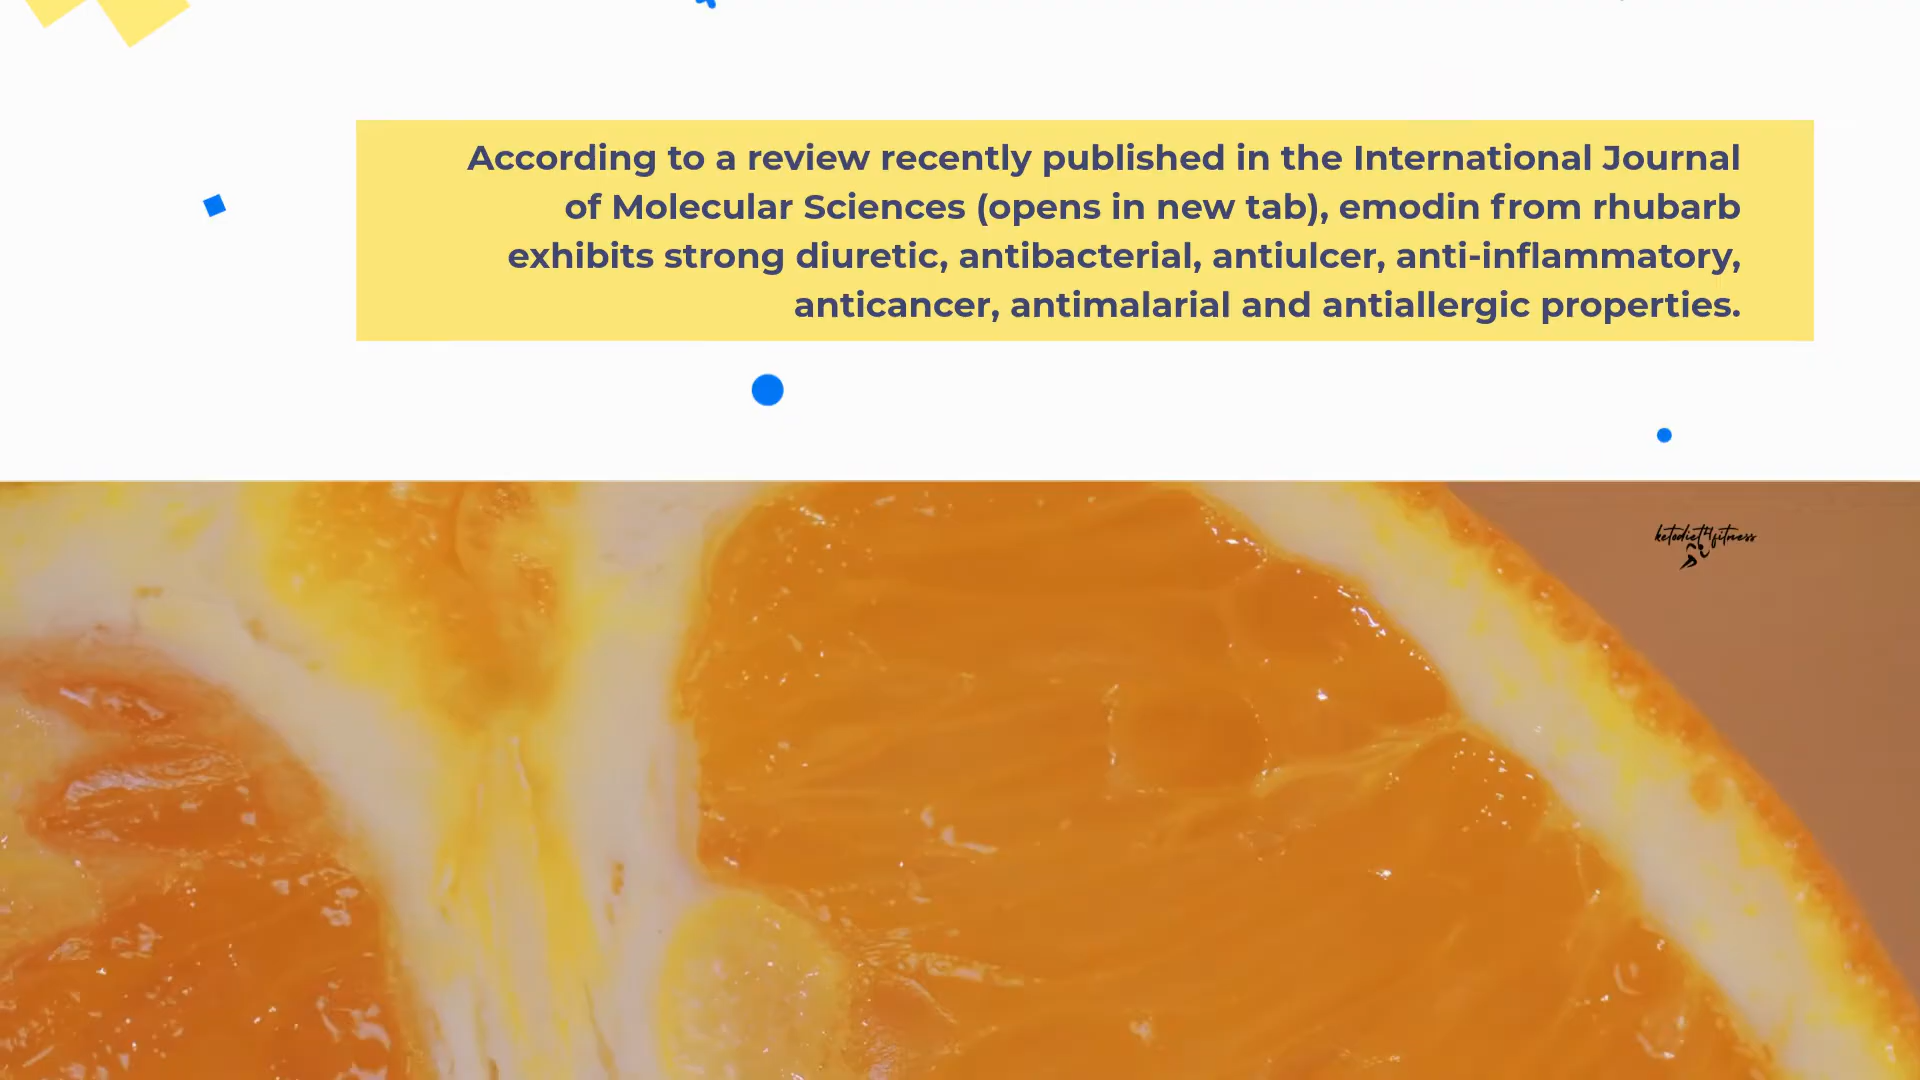 According to a review recently published in the International Journal
of Molecular Sciences (opens in new tab), emodin from rhubarb
exhibits strong diuretic, antibacterial, antiulcer, anti-inflammatory,
anticancer, antimalarial and antiallergic properties.
ketodiet4fitness